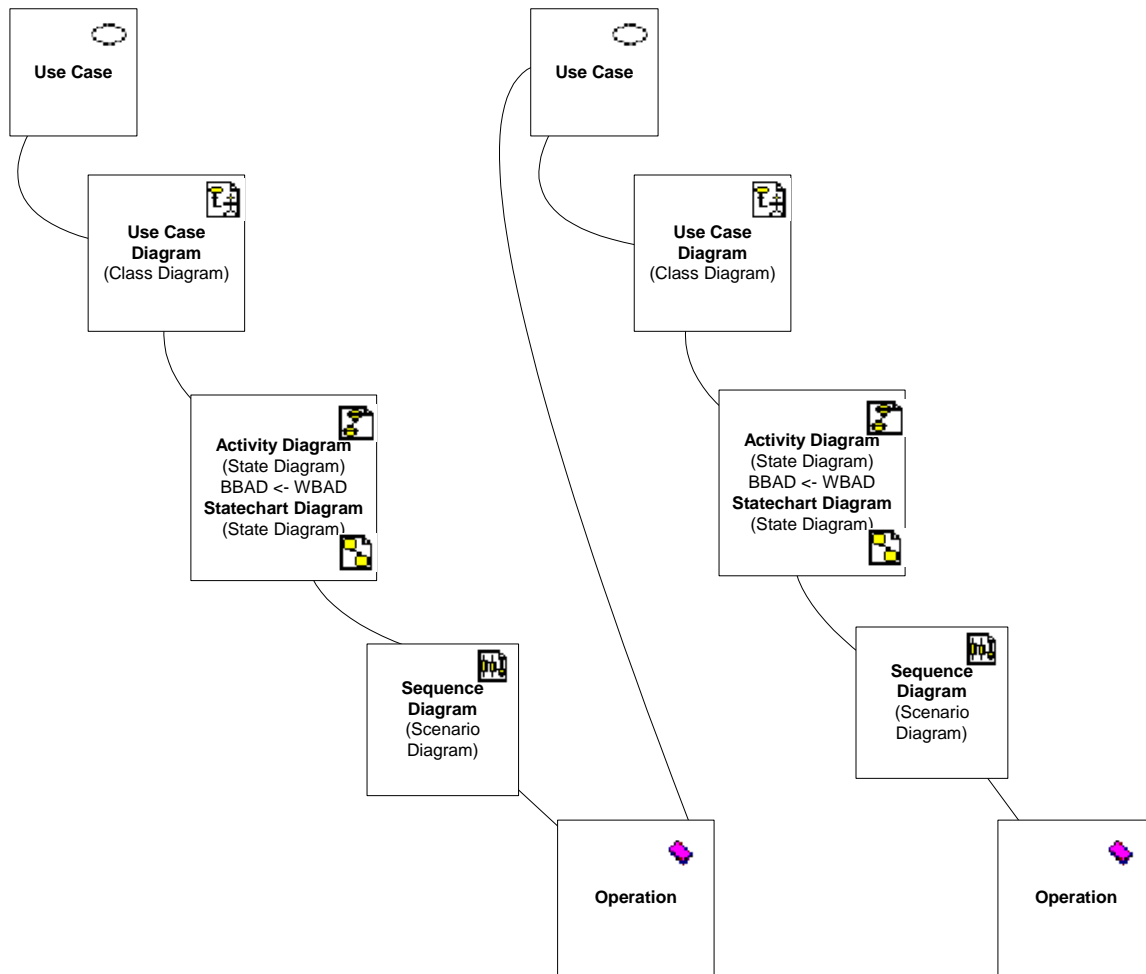 Use Case
Use Case
Diagram
(Class Diagram)
Activity Diagram
(State Diagram)
BBAD <- WBAD
Statechart Diagram
(State Diagram)
Sequence
Diagram
(Scenario
Diagram)
Operation
Use Case
Use Case
Diagram
(Class Diagram)
Activity Diagram
(State Diagram)
BBAD <- WBAD
Statechart Diagram
(State Diagram)
Sequence
Diagram
(Scenario
Diagram)
Operation